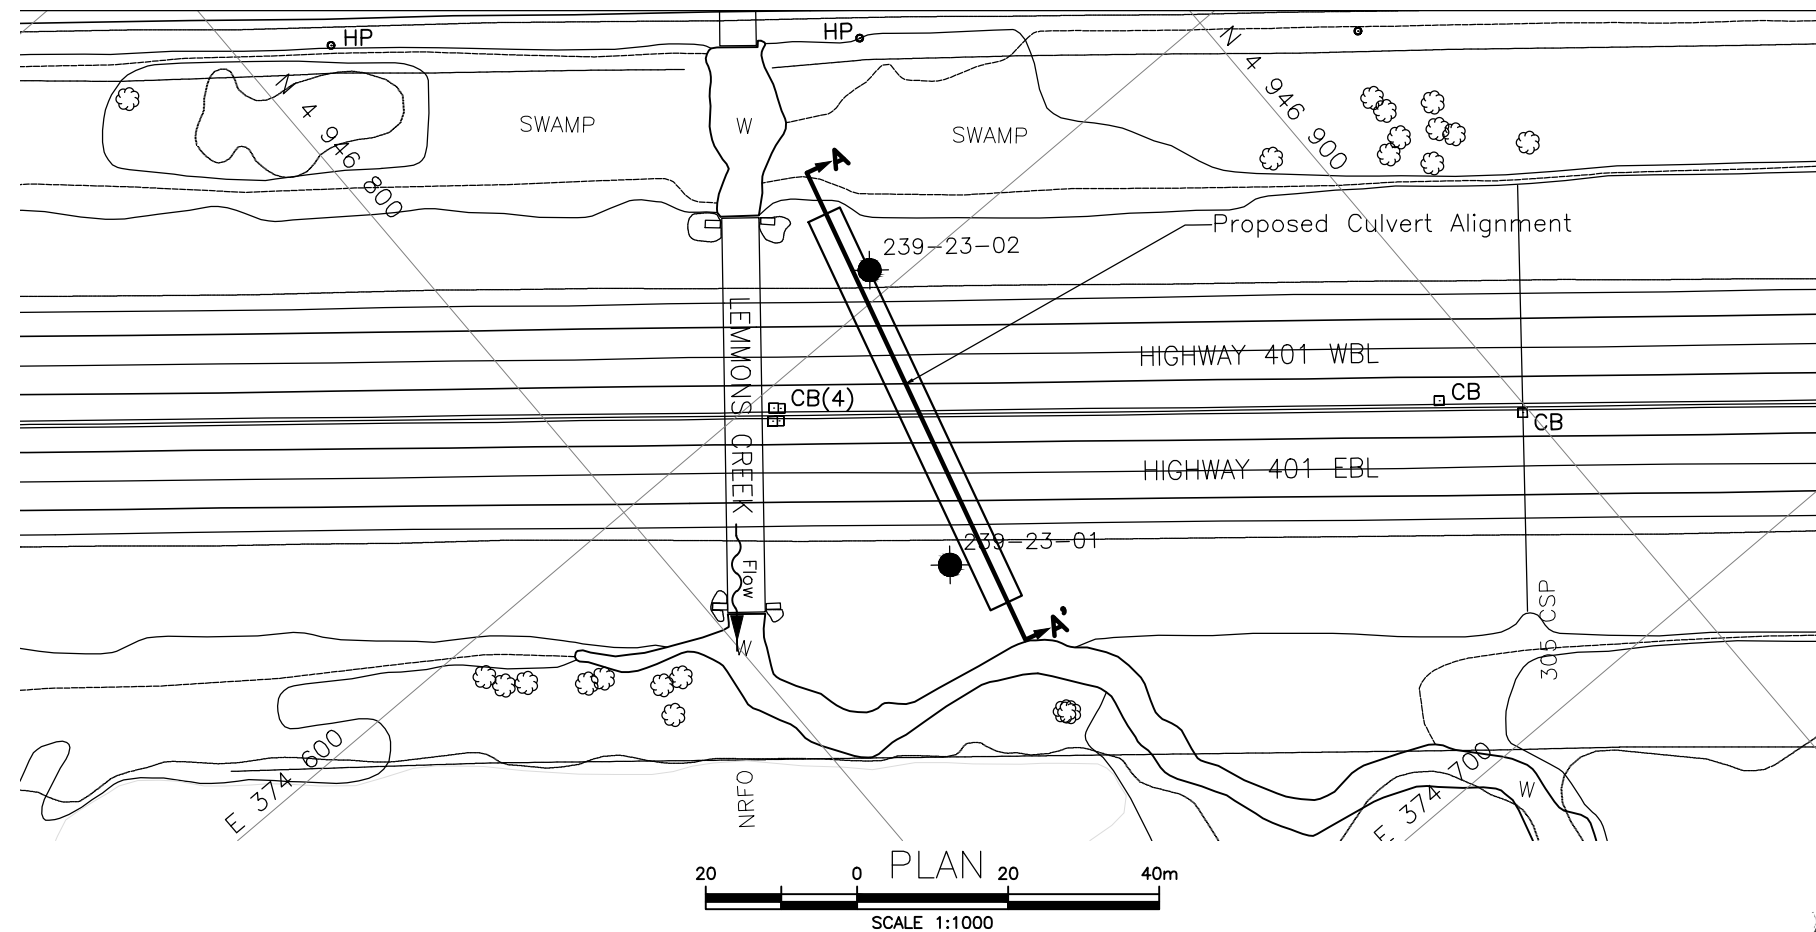 HP
HP
N 4 946 800
SWAMP
W
SWAMP
N 4 946 900
A
Proposed Culvert Alignment
239-23-02
LEMMONS CREEK
HIGHWAY 401 WBL
CB(4)
CB
CB
HIGHWAY 401 EBL
239-23-01
Flow
305 CSP
A'
W
E 374 600
NRFO
E 374 700
W
PLAN
20 0 20 40m
SCALE 1:1000